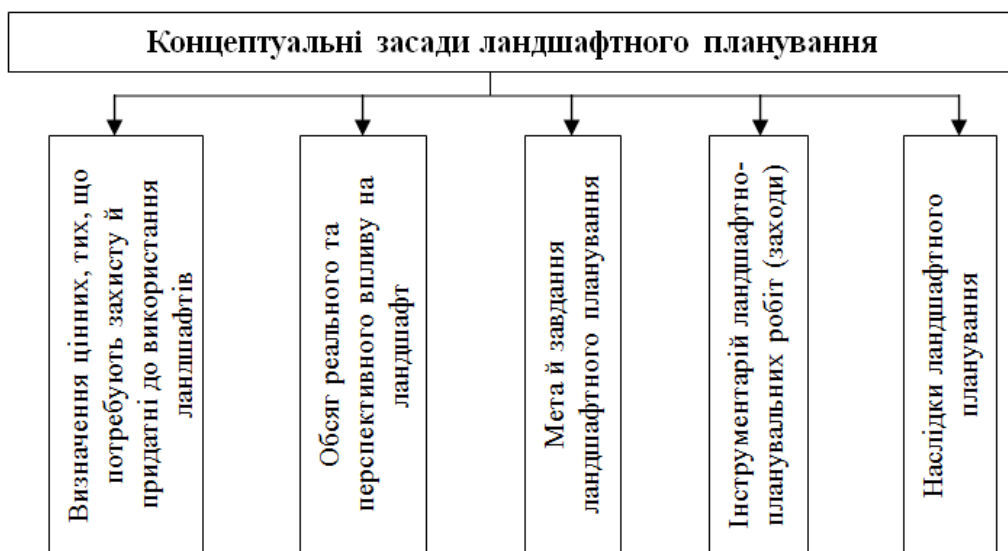 Концептуальні засади ландшафтного планування
Визначення цінних, тих, що
потребують захисту й
придатні до використання
ландшафтів
Обсяг реального та
перспективного впливу на
ландшафт
Мета й завдання
ландшафтного планування
Інструментарій ландшафтно-
планувальних робіт (заходи)
Наслідки ландшафтного
планування